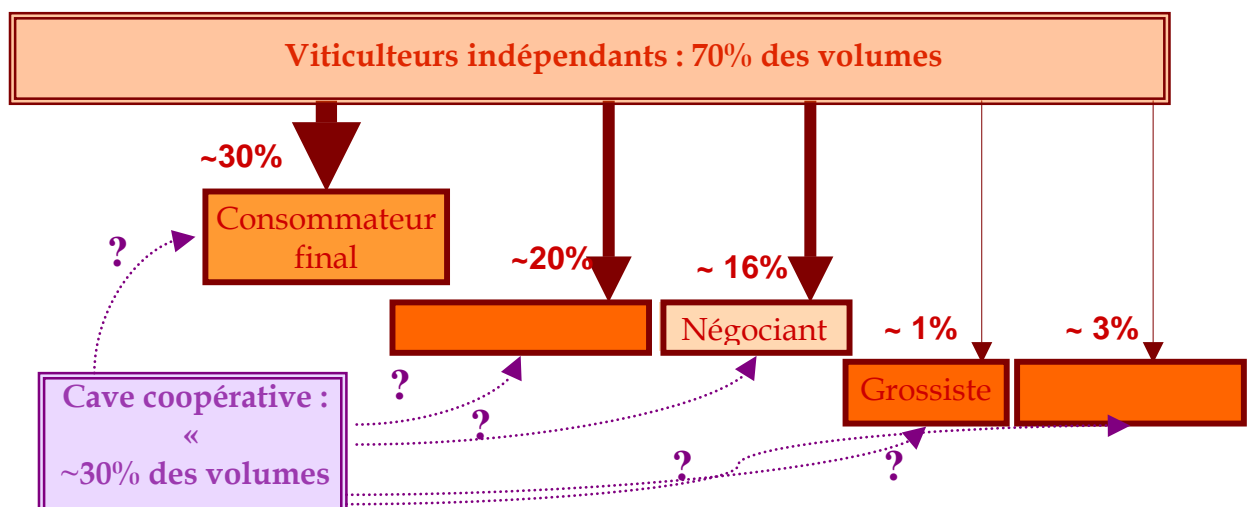 Viticulteurs indépendants : 70% des volumes
~30%
Consommateur
final
?
~20%
~ 16%
Négociant
~ 1%
~ 3%
Grossiste
?
?
?
?
Cave coopérative :
«
~30% des volumes